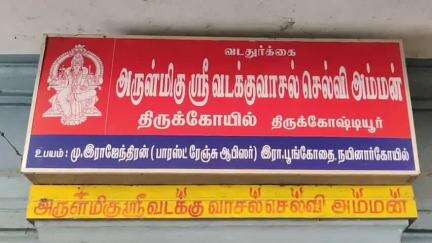 வடதுர்க்கை
அருள்மிகு ஸ்ரீ வடக்குவாசல் செல்வி அம்மன்
திருக்கோயில் திருக்கோஷ்டியூர்
உபயம் : மு.இராஜேந்திரன் (பாரஸ்ட் ரேஞ்சு ஆபிஸர்) இரா.பூங்கோதை, நயினார்கோயில்
அருள்மிகு ஸ்ரீ வடக்கு வாசல் செல்வி அம்மன்